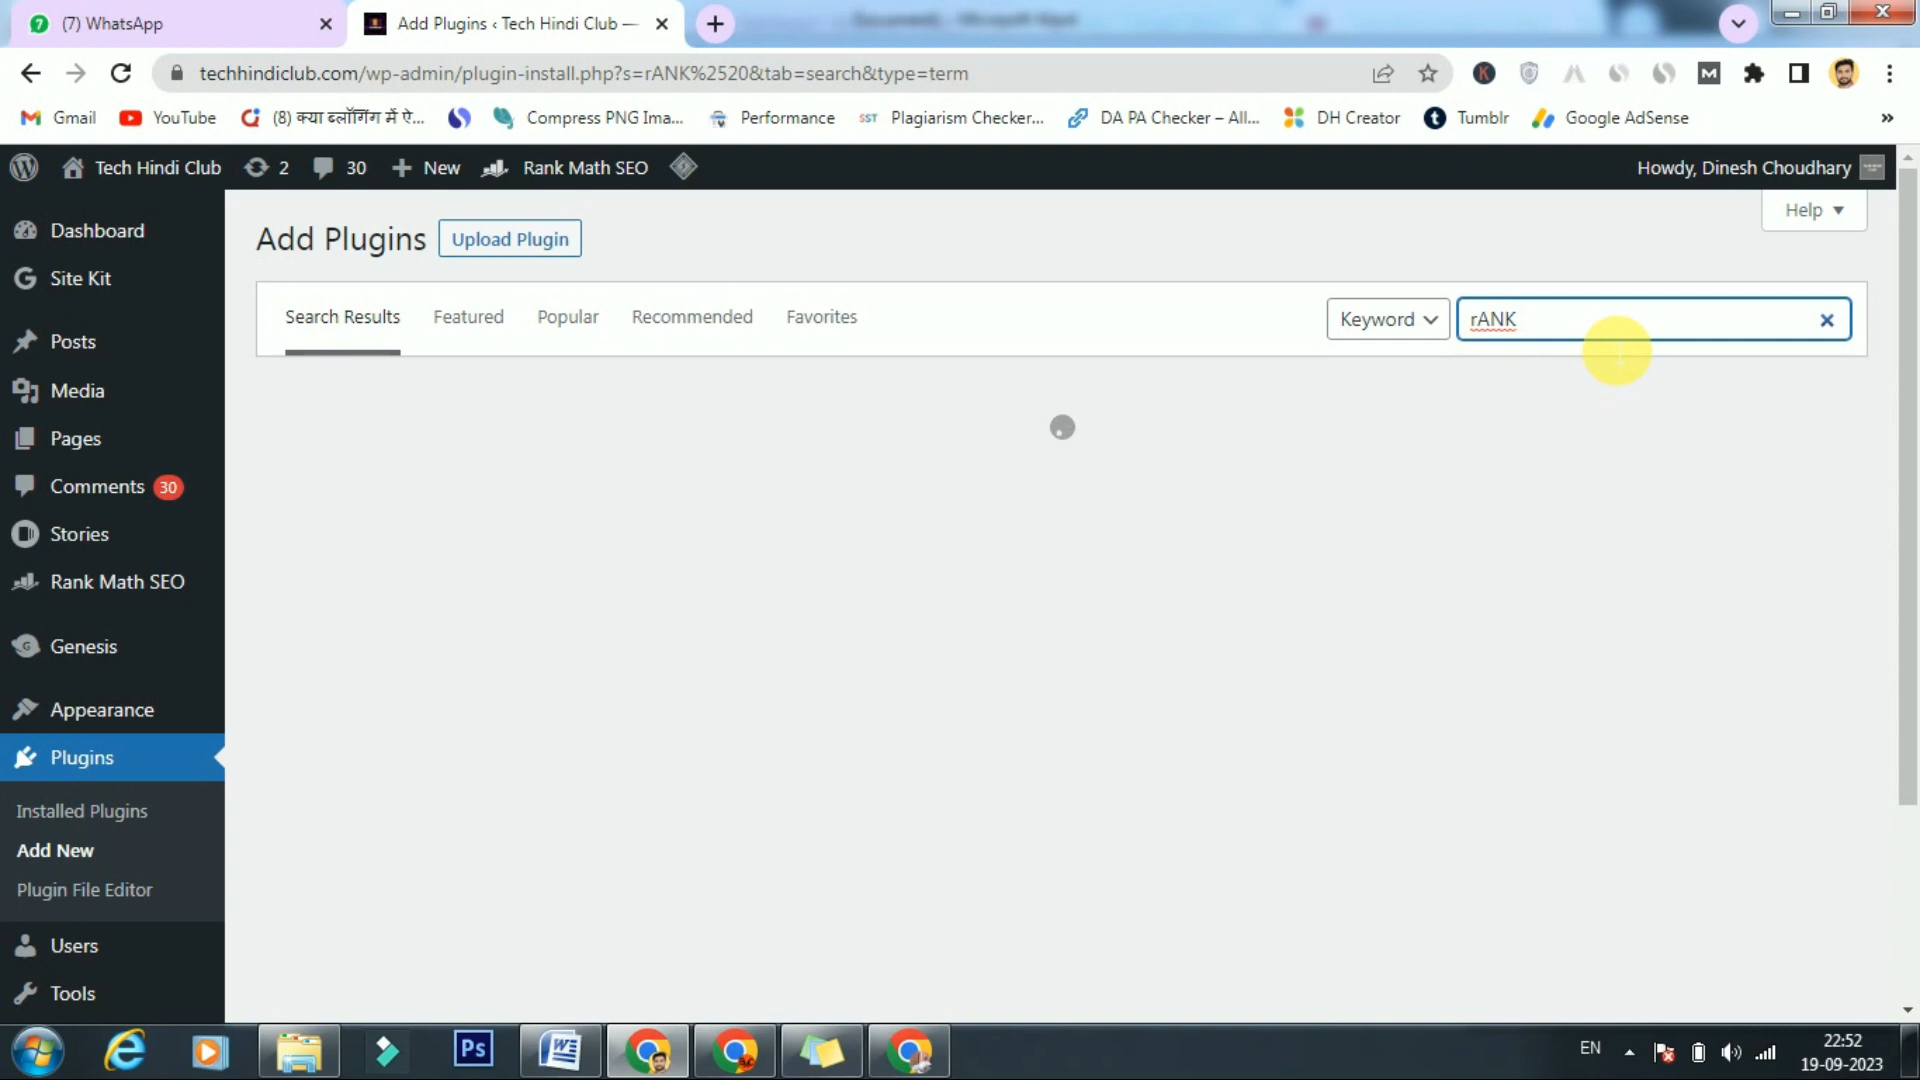 (7) WhatsApp
Add Plugins ‹ Tech Hindi Club —
techhindiclub.com/wp-admin/plugin-install.php?s=rANK%2520&tab=search&type=term
Gmail YouTube (8) क्या ब्लॉगिंग में ऐ... Compress PNG Ima... Performance SST Plagiarism Checker... DA PA Checker – All... DH Creator Tumblr Google AdSense »
Tech Hindi Club 2 30 New Rank Math SEO Howdy, Dinesh Choudhary
Help
Add Plugins Upload Plugin
Search Results Featured Popular Recommended Favorites Keyword rANK
Dashboard
Site Kit
Posts
Media
Pages
Comments 30
Stories
Rank Math SEO
Genesis
Appearance
Plugins
Installed Plugins
Add New
Plugin File Editor
Users
Tools
Ps
EN
22:52
19-09-2023